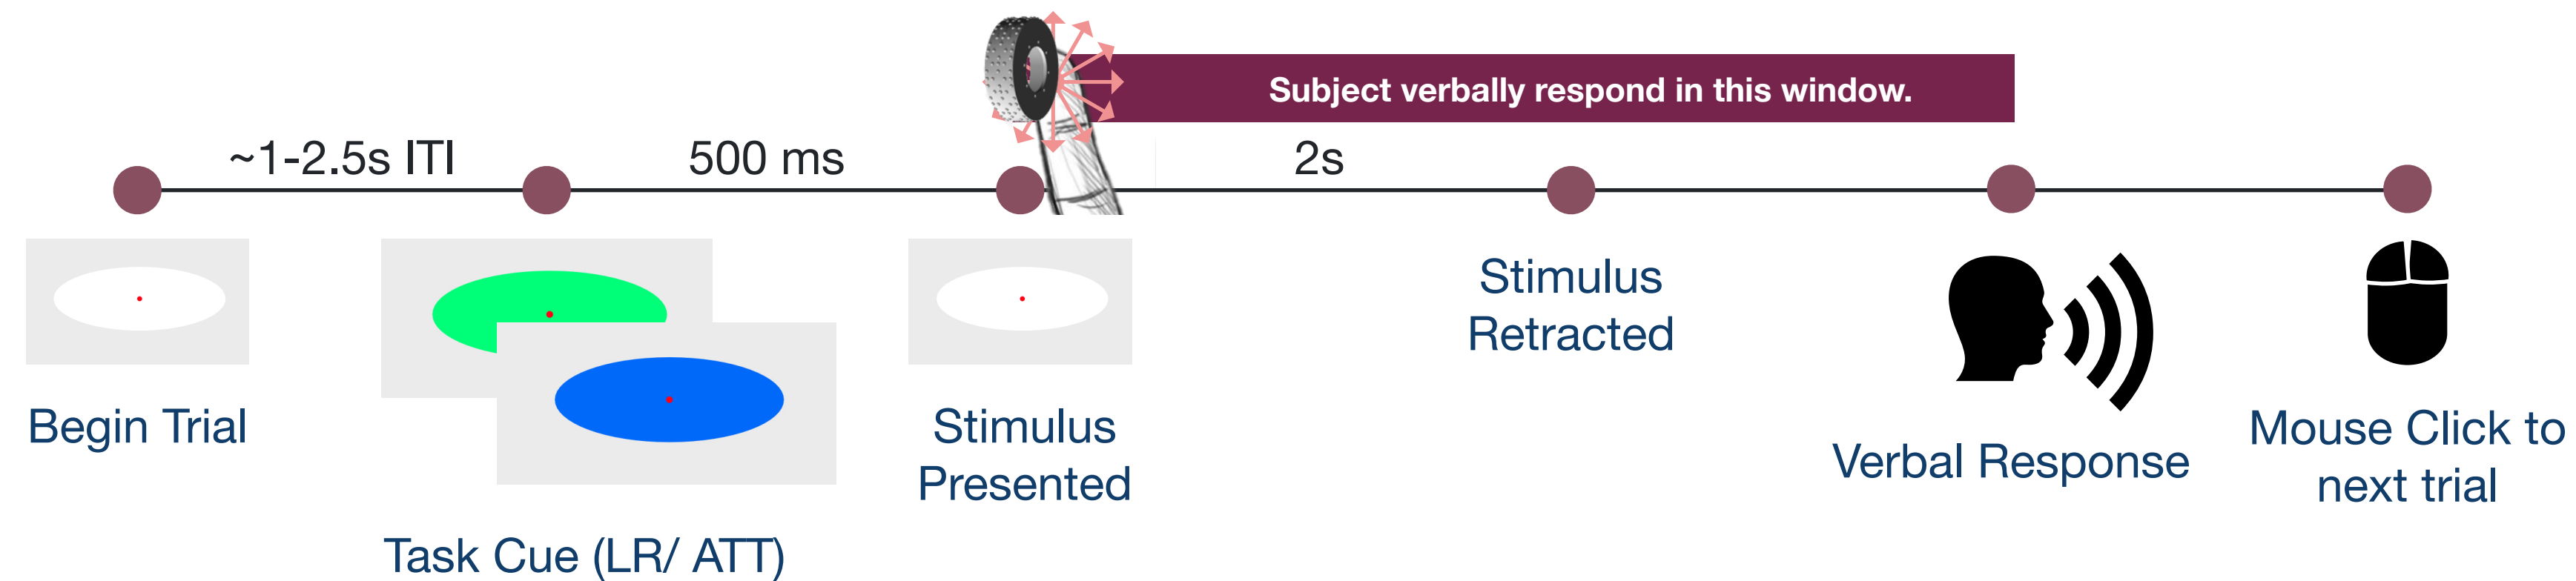 Subject verbally respond in this window.
~1-2.5s ITI
500 ms
2s
Begin Trial
Task Cue (LR/ ATT)
Stimulus
Presented
Stimulus
Retracted
Verbal Response
Mouse Click to
next trial